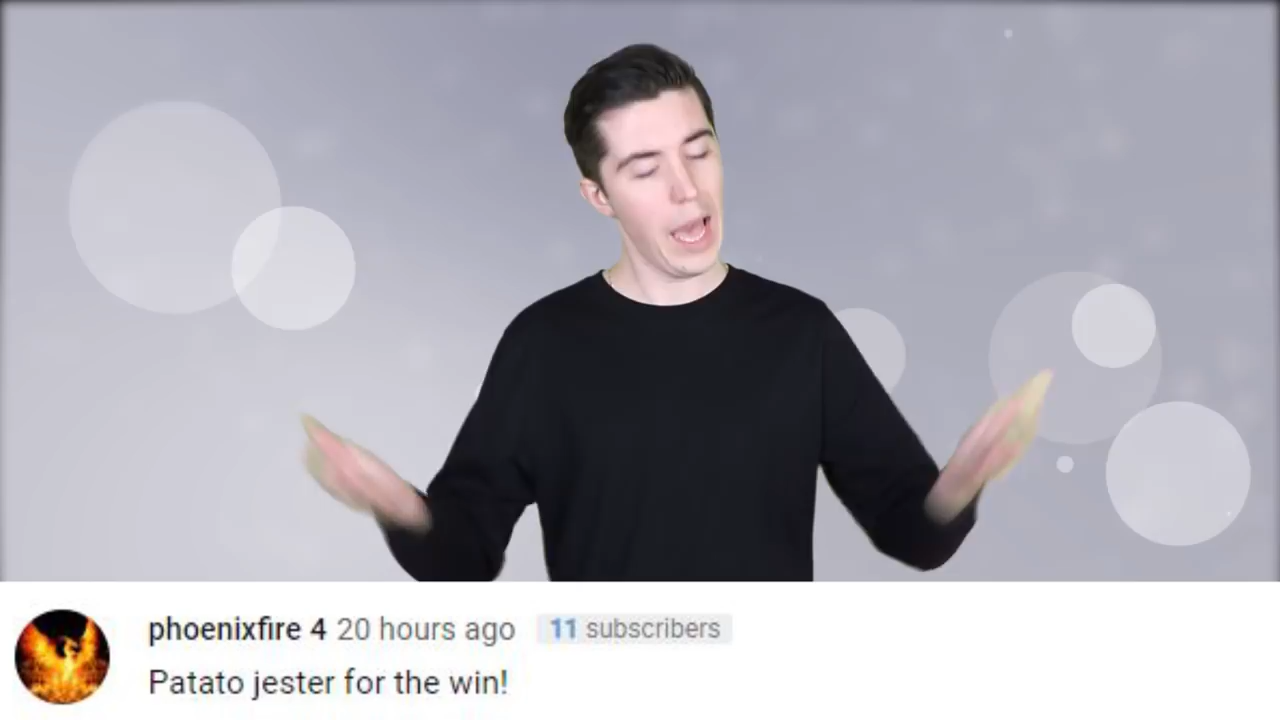 phoenixfire 4 20 hours ago 11 subscribers
Patato jester for the win!